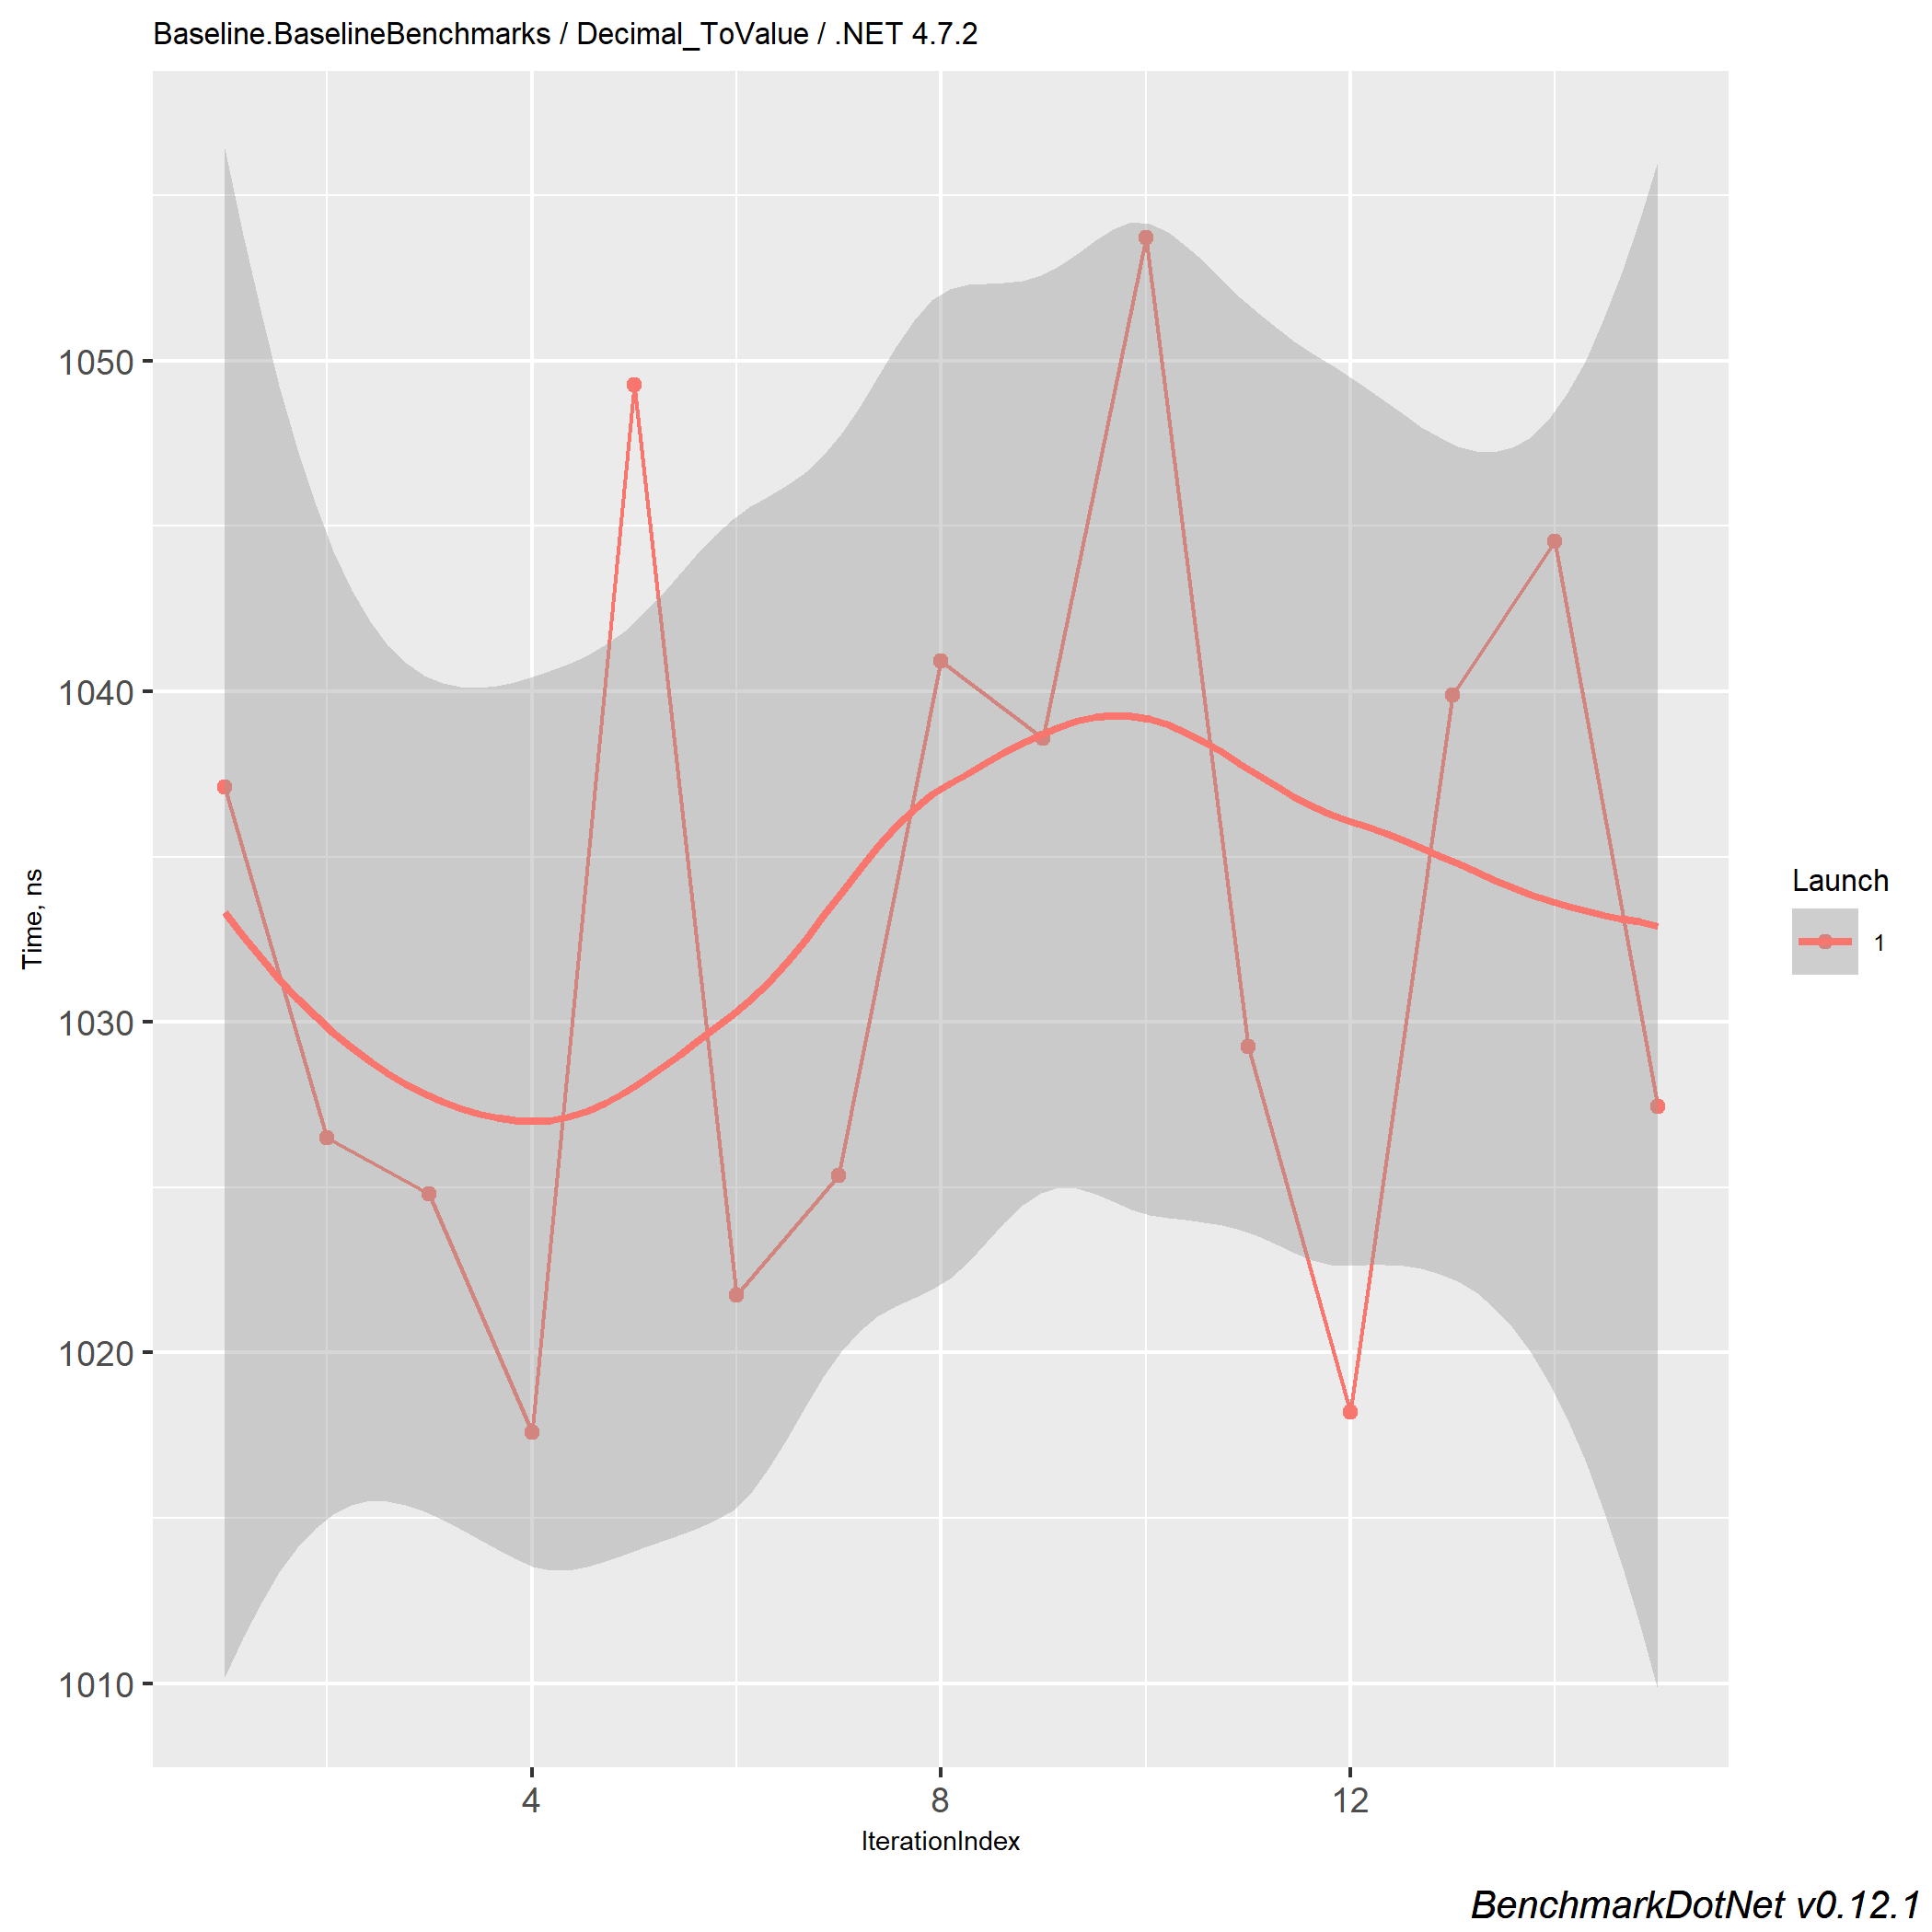 Baseline.BaselineBenchmarks / Decimal_ToValue / .NET 4.7.2
1050
1040
1030
1020
1010
Time, ns
4
8
12
IterationIndex
Launch
1
BenchmarkDotNet v0.12.1